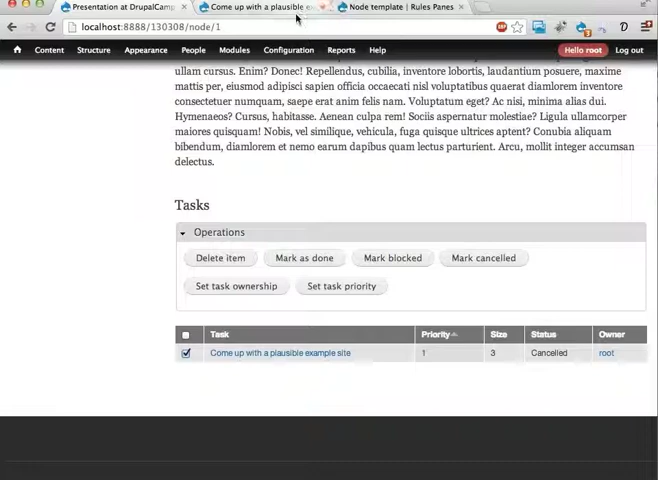 Presentation at DrupalCamp
Come up with a plausible ex
Node template | Rules Panes
localhost:8888/130308/node/1
Content Structure Appearance People Modules Configuration Reports Help Hello root Log out
ullam cursus. Enim? Donec! Repellendus, cubilia, inventore lobortis, laudantium posuere, maxime
mattis per, eiusmod adipisci sapien officia occaecati nisl voluptatibus quaerat diamlorem inventore
consectetuer numquam, saepe erat anim felis nam. Voluptatum eget? Ac nisi, minima alias dui.
Hymenaeos? Cursus, habitasse. Aenean culpa rem! Sociis aspernatur molestiae? Ligula ullamcorper
maiores quisquam! Nobis, vel similique, vehicula, fuga quisque ultrices aptent? Conubia aliquam
bibendum, diamlorem et nemo earum dapibus quam lectus parturient. Arcu, mollit integer accumsan
delectus.
Tasks
Operations
Delete item Mark as done Mark blocked Mark cancelled
Set task ownership Set task priority
Task Priority Size Status Owner
Come up with a plausible example site 1 3 Cancelled root